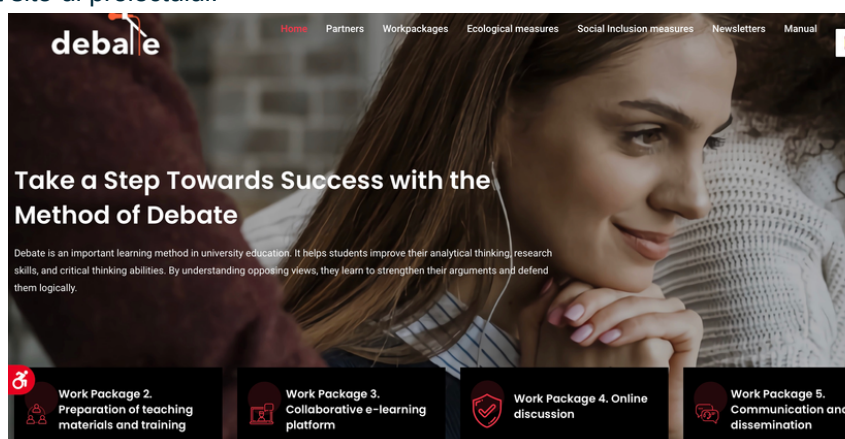 debate
Home Partners Workpackages Ecological measures Social Inclusion measures Newsletters Manual
Take a Step Towards Success with the
Method of Debate
Debate is an important learning method in university education. It helps students improve their analytical thinking, research
skills, and critical thinking abilities. By understanding opposing views, they learn to strengthen their arguments and defend
them logically.
Work Package 2.
Preparation of teaching
materials and training
Work Package 3.
Collaborative e-learning
platform
Work Package 4. Online
discussion
Work Package 5.
Communication and
dissemination